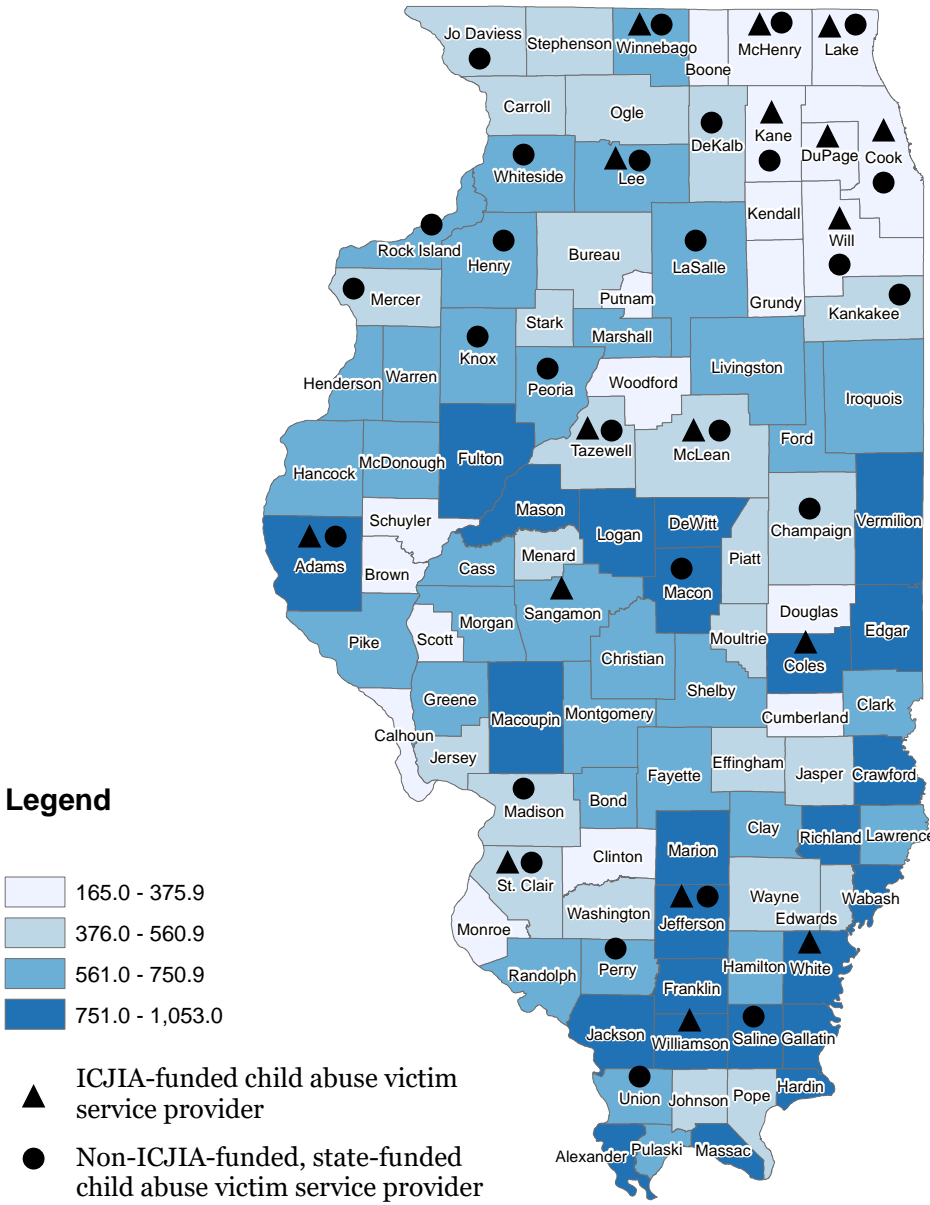 Jo Daviess
Stephenson
Winnebago
Boone
McHenry
Lake
Carroll
Ogle
DeKalb
Kane
DuPage
Cook
Whiteside
Lee
Kendall
Will
Rock Island
Henry
Bureau
LaSalle
Grundy
Mercer
Putnam
Kankakee
Stark
Marshall
Knox
Peoria
Henderson
Warren
Woodford
Livingston
Iroquois
Tazewell
McLean
Ford
Hancock
McDonough
Fulton
Mason
Logan
DeWitt
Champaign
Vermilion
Schuyler
Adams
Brown
Cass
Menard
Macon
Piatt
Sangamon
Douglas
Pike
Scott
Morgan
Christian
Moultrie
Coles
Edgar
Greene
Macoupin
Montgomery
Shelby
Cumberland
Clark
Calhoun
Jersey
Fayette
Effingham
Jasper
Crawford
Madison
Bond
Clay
Richland
Lawrence
Clinton
Marion
St. Clair
Wayne
Edwards
Wabash
Washington
Jefferson
Monroe
Randolph
Perry
Hamilton
White
Franklin
Jackson
Williamson
Saline
Gallatin
Union
Johnson
Pope
Hardin
Alexander
Pulaski
Massac
Legend
165.0 - 375.9
376.0 - 560.9
561.0 - 750.9
751.0 - 1,053.0
ICJIA-funded child abuse victim
service provider
Non-ICJIA-funded, state-funded
child abuse victim service provider